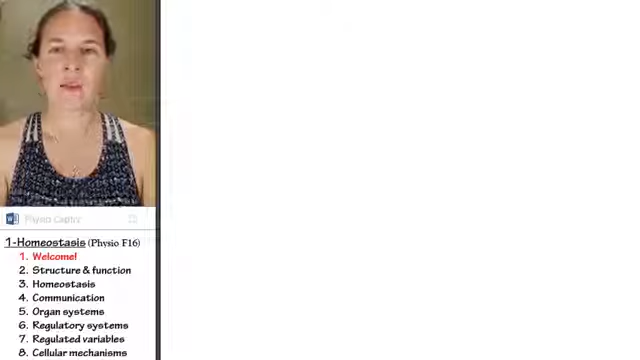 1-Homeostasis (Physio F16)
1. Welcome!
2. Structure & function
3. Homeostasis
4. Communication
5. Organ systems
6. Regulatory systems
7. Regulated variables
8. Cellular mechanisms